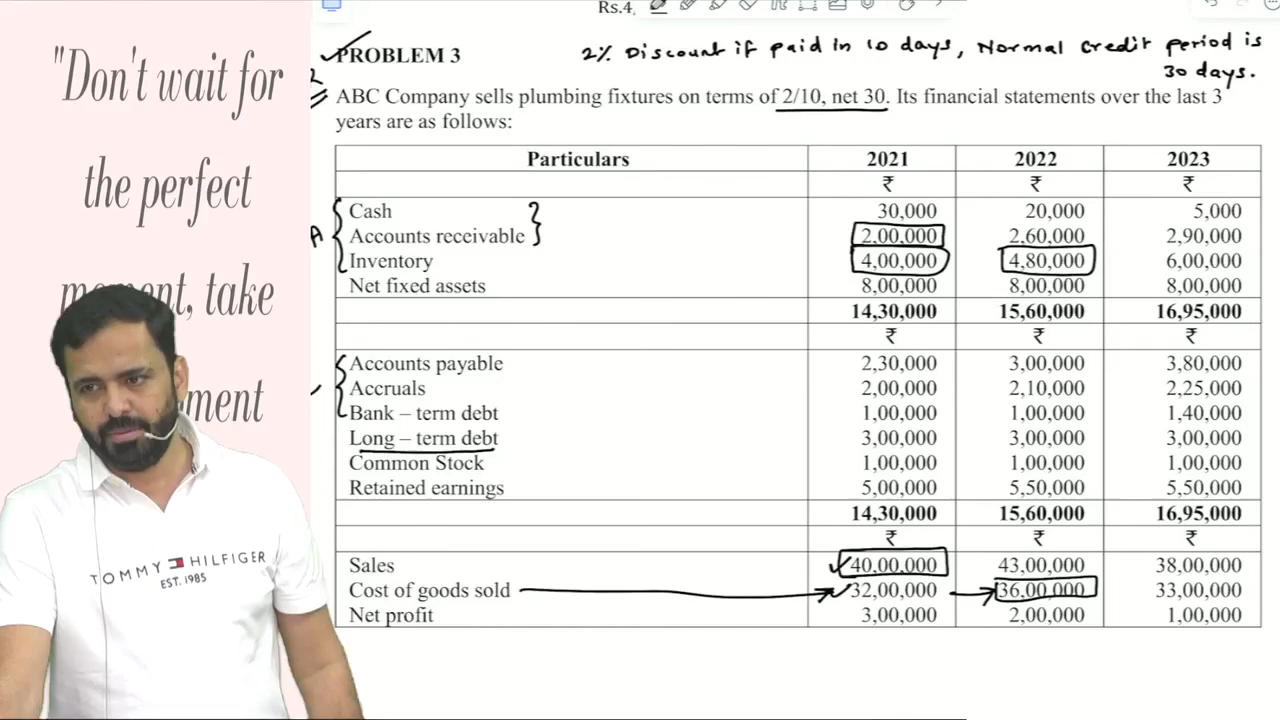 "Don't wait for
the perfect
moment, take
moment
TOMMY HILFIGER
EST. 1985
Rs.4
PROBLEM 3
2% Discount if paid in 10 days, Normal credit period is
30 days.
ABC Company sells plumbing fixtures on terms of 2/10, net 30. Its financial statements over the last 3
years are as follows:
Particulars 2021 2022 2023
₹ ₹ ₹
Cash 30,000 20,000 5,000
A Accounts receivable 2,00,000 2,60,000 2,90,000
Inventory 4,00,000 4,80,000 6,00,000
Net fixed assets 8,00,000 8,00,000 8,00,000
14,30,000 15,60,000 16,95,000
₹ ₹ ₹
Accounts payable 2,30,000 3,00,000 3,80,000
Accruals 2,00,000 2,10,000 2,25,000
Bank – term debt 1,00,000 1,00,000 1,40,000
Long – term debt 3,00,000 3,00,000 3,00,000
Common Stock 1,00,000 1,00,000 1,00,000
Retained earnings 5,00,000 5,50,000 5,50,000
14,30,000 15,60,000 16,95,000
₹ ₹ ₹
Sales 40,00,000 43,00,000 38,00,000
Cost of goods sold 32,00,000 36,00,000 33,00,000
Net profit 3,00,000 2,00,000 1,00,000